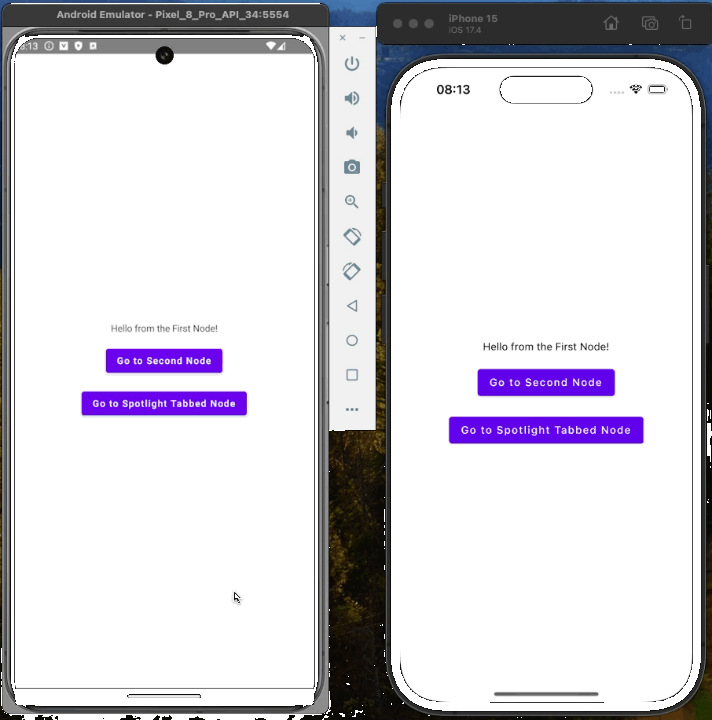 Android Emulator - Pixel_8_Pro_API_34:5554
:13
Hello from the First Node!
Go to Second Node
Go to Spotlight Tabbed Node
iPhone 15
iOS 17.4
08:13
Hello from the First Node!
Go to Second Node
Go to Spotlight Tabbed Node